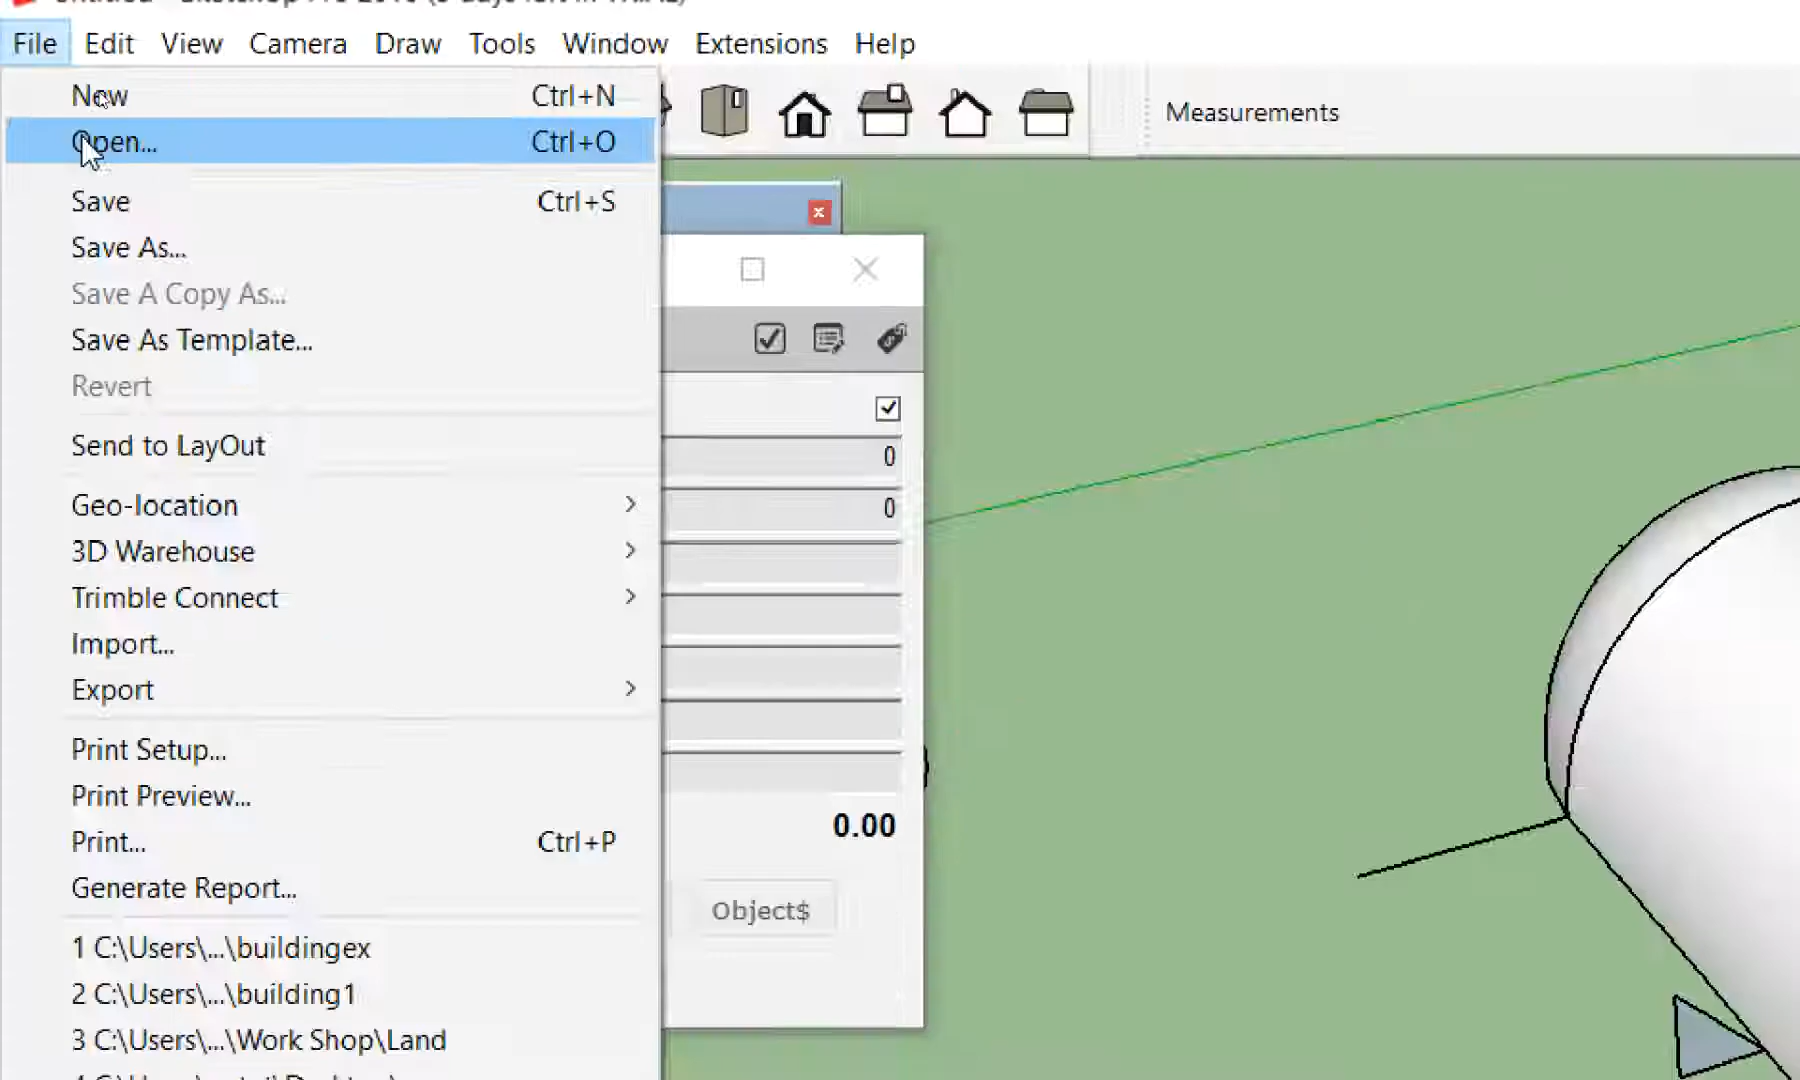 File Edit View Camera Draw Tools Window Extensions Help
New Ctrl+N
Open... Ctrl+O
Save Ctrl+S
Save As...
Save A Copy As...
Save As Template...
Revert
Send to LayOut
Geo-location
3D Warehouse
Trimble Connect
Import...
Export
Print Setup...
Print Preview...
Print... Ctrl+P
Generate Report...
1 C:\Users\...\buildingex
2 C:\Users\...\building1
3 C:\Users\...\Work Shop\Land
Measurements
0
0
0.00
Object$